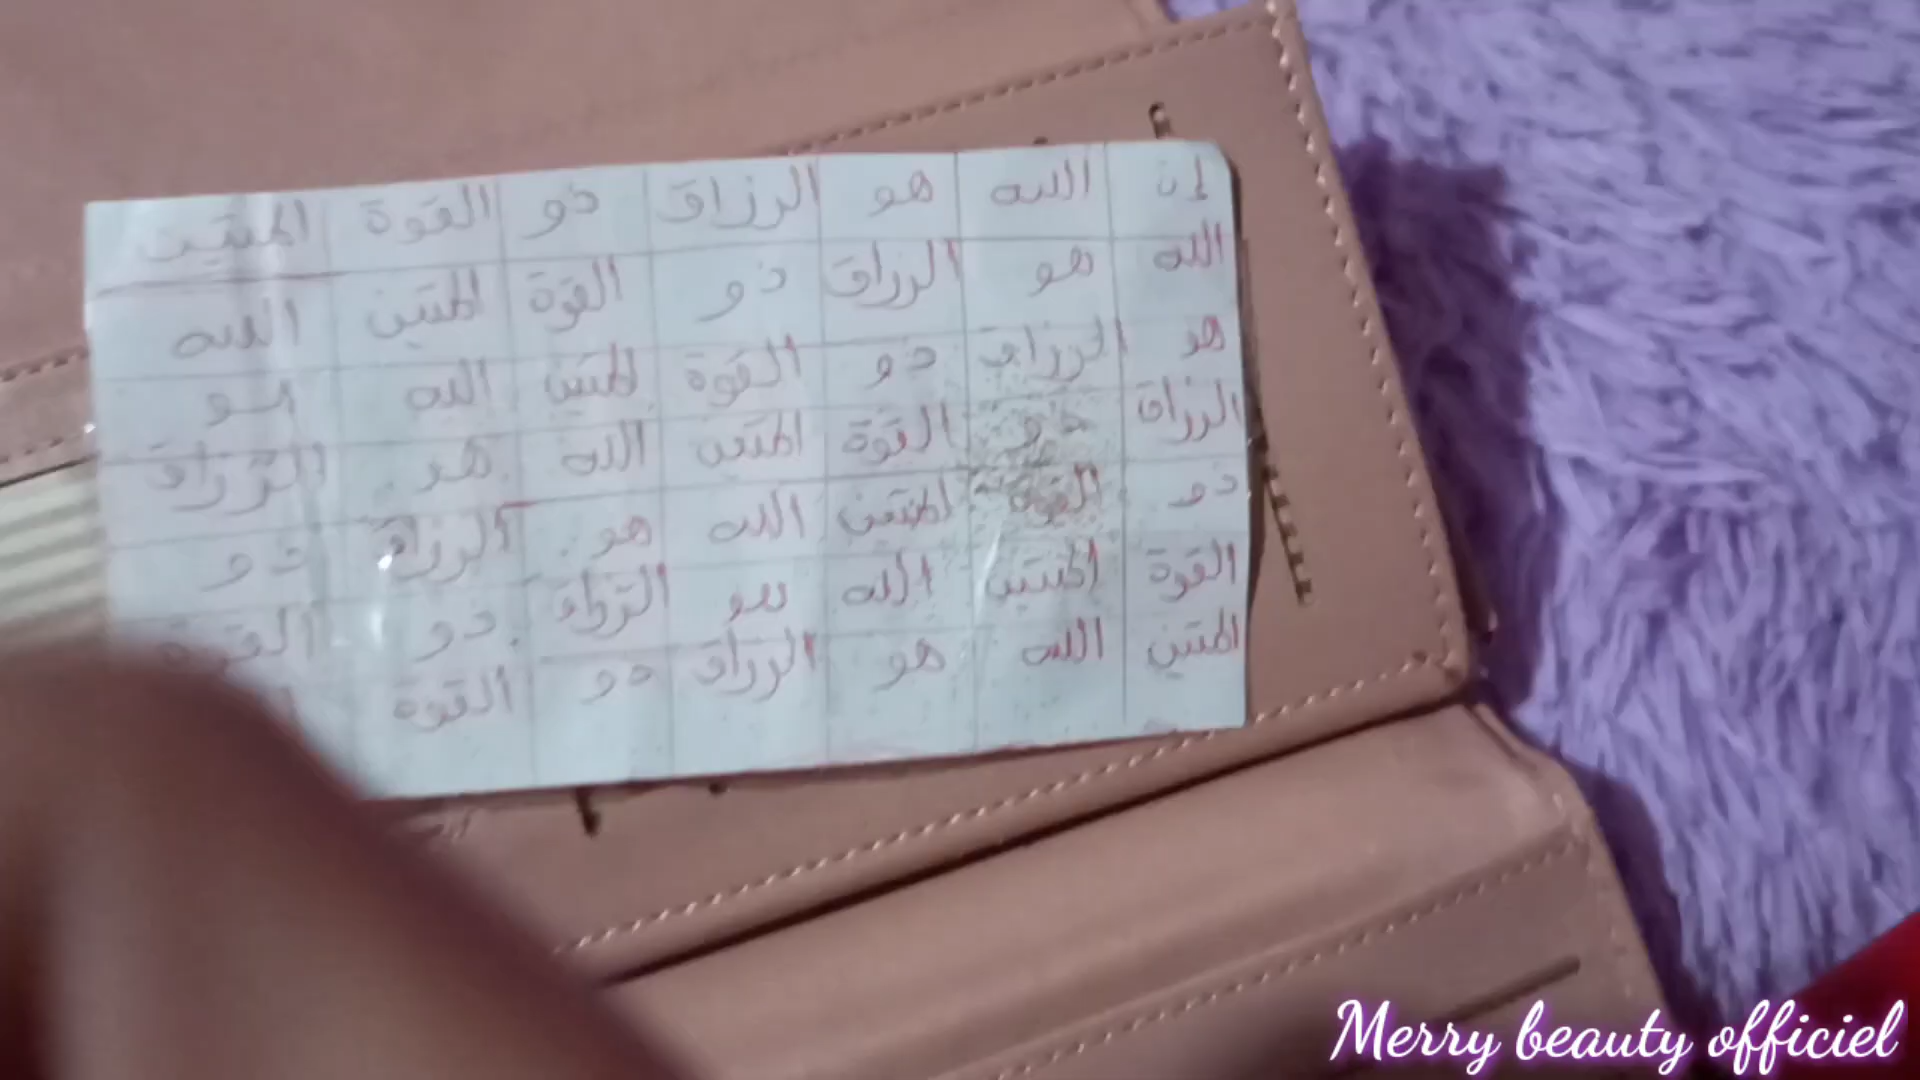 إن الله هو الرزاق ذو القوة المتين
الله هو الرزاق ذو القوة المتين الله
هو الرزاق ذو القوة المتين الله هو
الرزاق ذو القوة المتين الله هو الرزاق
ذو القوة المتين الله هو الرزاق ذو
القوة المتين الله هو الرزاق ذو القوة
المتين الله هو الرزاق ذو القوة
Merry beauty officiel